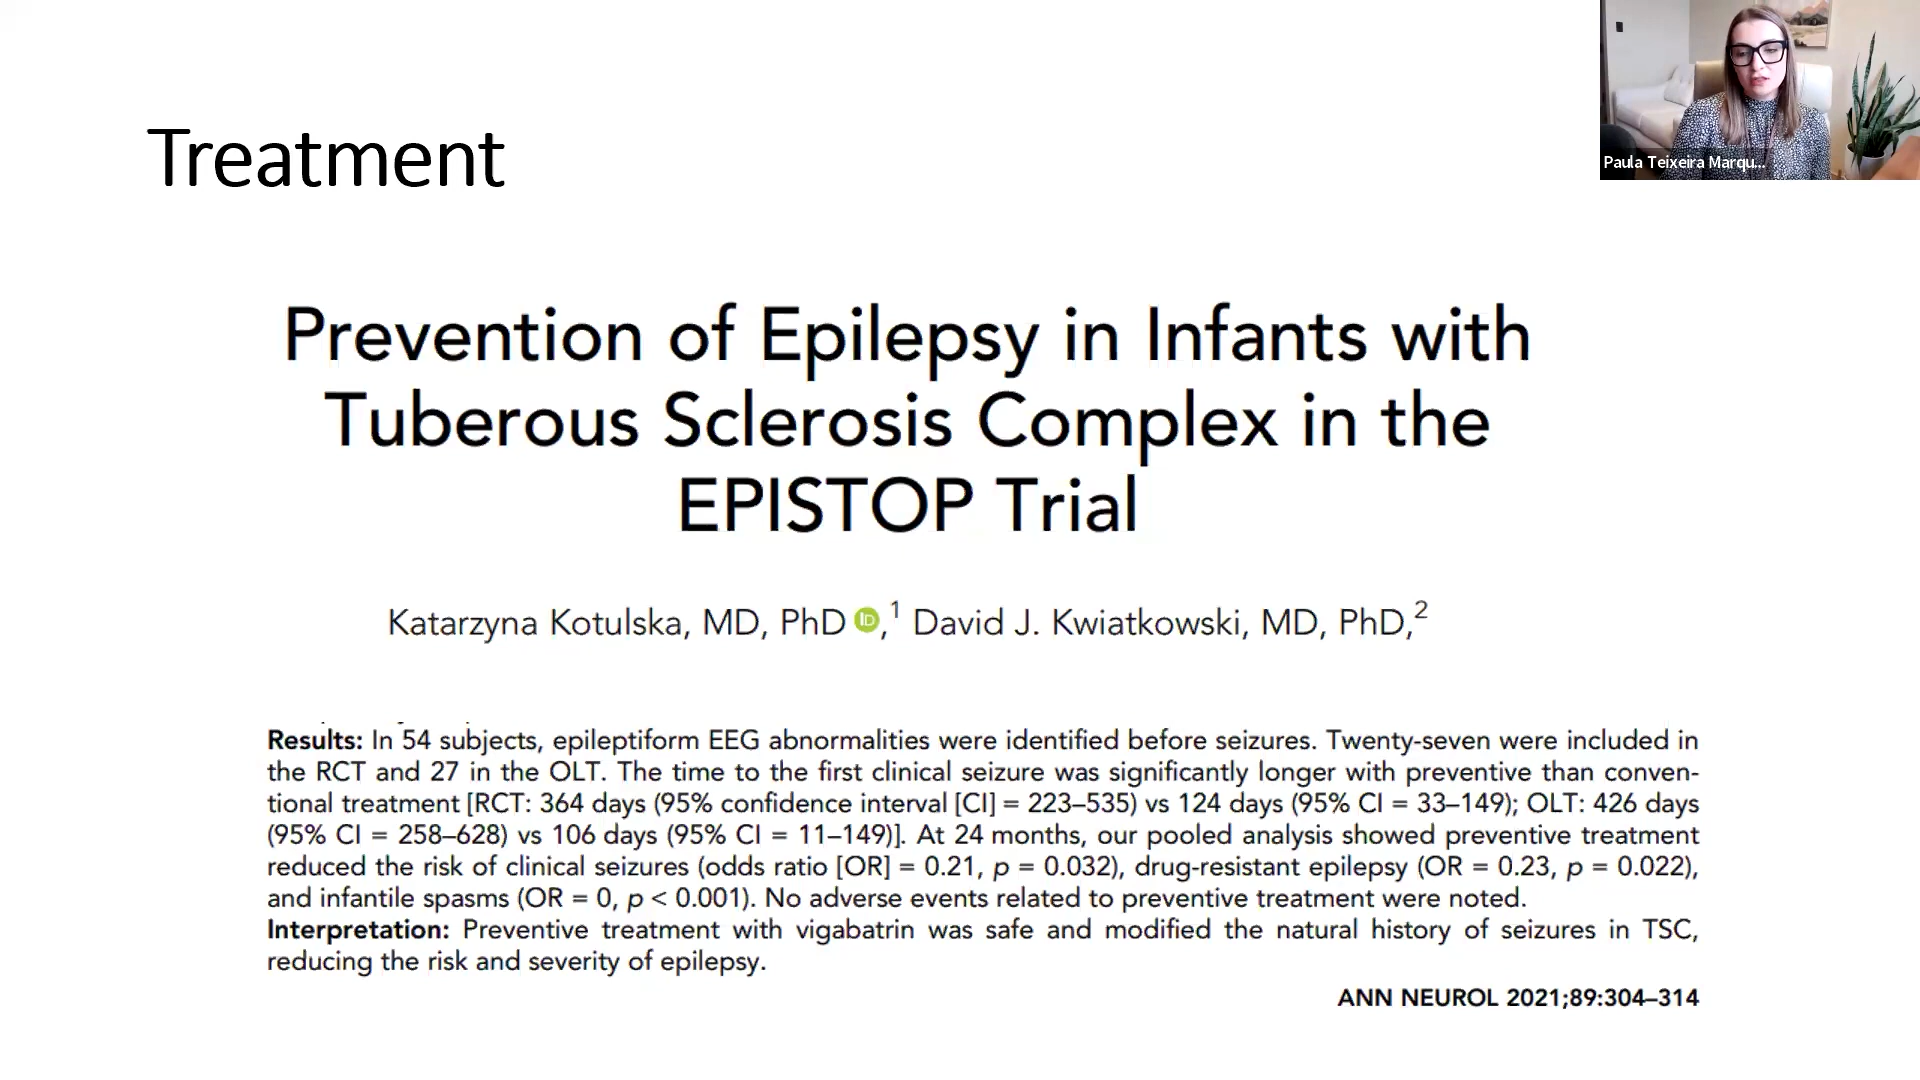 Paula Teixeira Marqu...
Treatment
Prevention of Epilepsy in Infants with
Tuberous Sclerosis Complex in the
EPISTOP Trial
Katarzyna Kotulska, MD, PhD iD,1 David J. Kwiatkowski, MD, PhD,2
Results: In 54 subjects, epileptiform EEG abnormalities were identified before seizures. Twenty-seven were included in
the RCT and 27 in the OLT. The time to the first clinical seizure was significantly longer with preventive than conven-
tional treatment [RCT: 364 days (95% confidence interval [CI] = 223–535) vs 124 days (95% CI = 33–149); OLT: 426 days
(95% CI = 258–628) vs 106 days (95% CI = 11–149)]. At 24 months, our pooled analysis showed preventive treatment
reduced the risk of clinical seizures (odds ratio [OR] = 0.21, p = 0.032), drug-resistant epilepsy (OR = 0.23, p = 0.022),
and infantile spasms (OR = 0, p < 0.001). No adverse events related to preventive treatment were noted.
Interpretation: Preventive treatment with vigabatrin was safe and modified the natural history of seizures in TSC,
reducing the risk and severity of epilepsy.
ANN NEUROL 2021;89:304–314